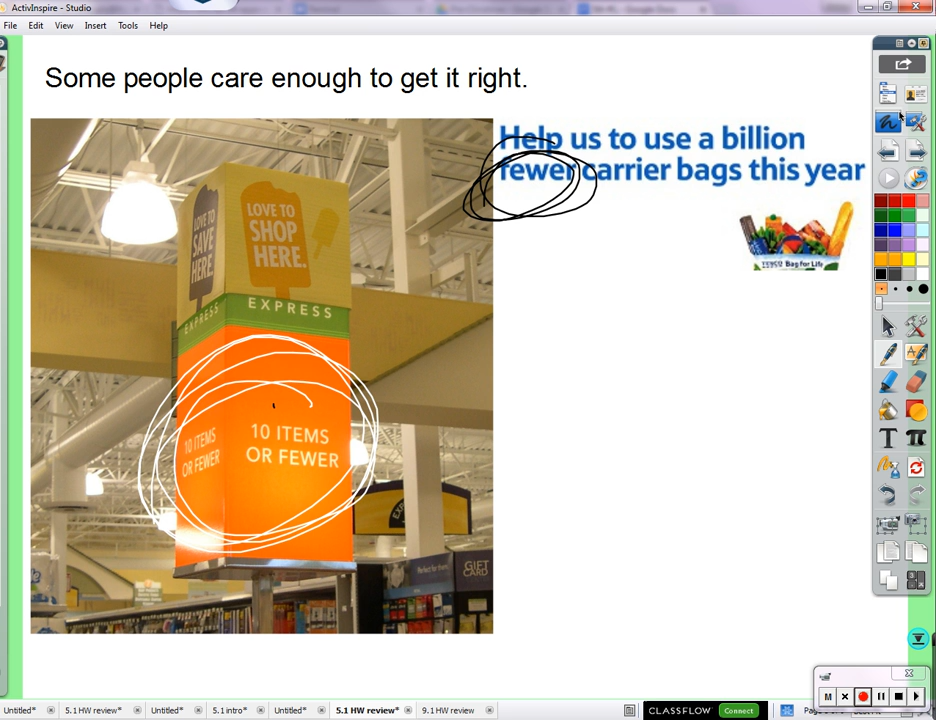 ActivInspire - Studio
File Edit View Insert Tools Help
Some people care enough to get it right.
LOVE TO
SAVE
HERE.
LOVE TO
SHOP
HERE.
EXPRESS
EXPRESS
10 ITEMS
OR FEWER
10 ITEMS
OR FEWER
GIFT
CARD
Help us to use a billion
fewer carrier bags this year
TESCO Bag for Life
Untitled* 5.1 HW review* Untitled* 5.1 intro* Untitled* 5.1 HW review* 9.1 HW review
CLASSFLOW Connect
M